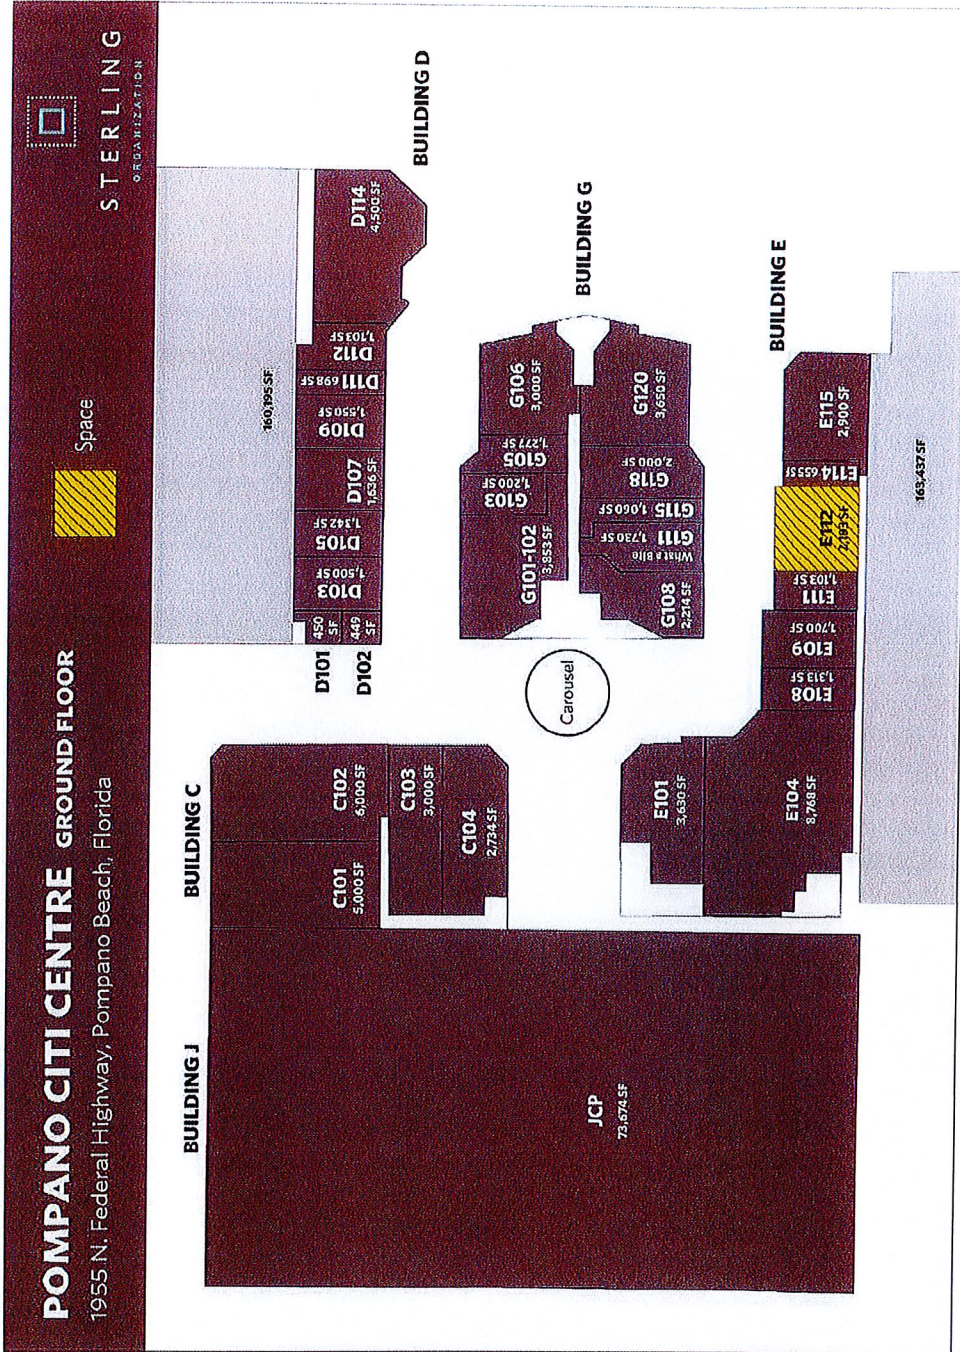 POMPANO CITI CENTRE GROUND FLOOR
1955 N. Federal Highway, Pompano Beach, Florida
Space
STERLING
ORGANIZATION
BUILDING J
JCP
73,674 SF
BUILDING C
C101
5,000 SF
C102
6,000 SF
C103
3,000 SF
C104
2,734 SF
160,195 SF
BUILDING D
D101
450
SF
D102
449
SF
D103
1,500 SF
D105
1,342 SF
D107
1,636 SF
D109
1,550 SF
D111 698 SF
D112
1,103 SF
D114
4,500 SF
Carousel
BUILDING G
G101-102
3,853 SF
G103
1,200 SF
G105
1,277 SF
G106
3,000 SF
G108
2,214 SF
What a Bite
G111
1,730 SF
G115
1,060 SF
G118
2,000 SF
G120
3,650 SF
BUILDING E
E101
3,630 SF
E104
8,768 SF
E108
1,313 SF
E109
1,700 SF
E111
1,103 SF
E112
2,193 SF
E114 655 SF
E115
2,900 SF
163,437 SF